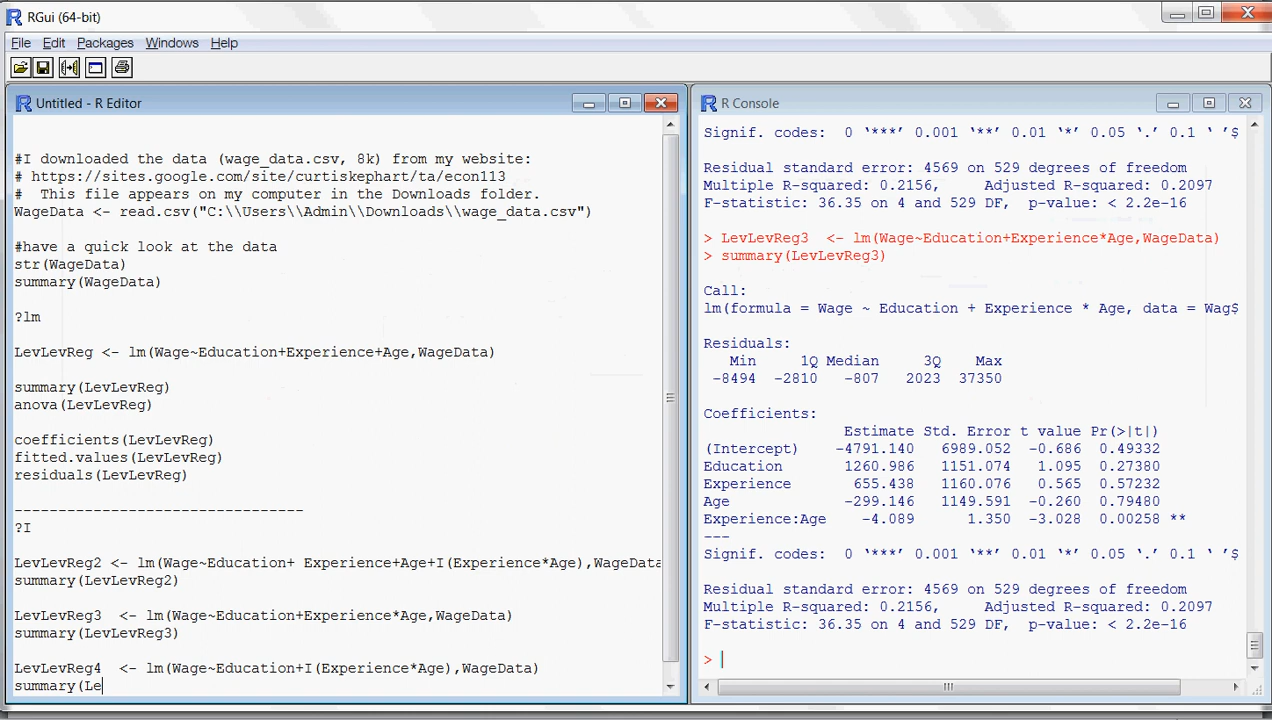 RGui (64-bit)
File Edit Packages Windows Help
Untitled - R Editor
#I downloaded the data (wage_data.csv, 8k) from my website:
# https://sites.google.com/site/curtiskephart/ta/econ113
#  This file appears on my computer in the Downloads folder.
WageData <- read.csv("C:\\Users\\Admin\\Downloads\\wage_data.csv")
#have a quick look at the data
str(WageData)
summary(WageData)
?lm
LevLevReg <- lm(Wage~Education+Experience+Age,WageData)
summary(LevLevReg)
anova(LevLevReg)
coefficients(LevLevReg)
fitted.values(LevLevReg)
residuals(LevLevReg)
---------------------------------
?I
LevLevReg2 <- lm(Wage~Education+ Experience+Age+I(Experience*Age),WageData
summary(LevLevReg2)
LevLevReg3  <- lm(Wage~Education+Experience*Age,WageData)
summary(LevLevReg3)
LevLevReg4  <- lm(Wage~Education+I(Experience*Age),WageData)
summary(Le
R Console
Signif. codes:  0 ‘***’ 0.001 ‘**’ 0.01 ‘*’ 0.05 ‘.’ 0.1 ‘ ’$
Residual standard error: 4569 on 529 degrees of freedom
Multiple R-squared: 0.2156,     Adjusted R-squared: 0.2097
F-statistic: 36.35 on 4 and 529 DF,  p-value: < 2.2e-16
> LevLevReg3  <- lm(Wage~Education+Experience*Age,WageData)
> summary(LevLevReg3)
Call:
lm(formula = Wage ~ Education + Experience * Age, data = Wag$
Residuals:
Min 1Q Median 3Q Max
-8494 -2810 -807 2023 37350
Coefficients:
Estimate Std. Error t value Pr(>|t|)
(Intercept) -4791.140 6989.052 -0.686 0.49332
Education 1260.986 1151.074 1.095 0.27380
Experience 655.438 1160.076 0.565 0.57232
Age -299.146 1149.591 -0.260 0.79480
Experience:Age -4.089 1.350 -3.028 0.00258 **
---
Signif. codes:  0 ‘***’ 0.001 ‘**’ 0.01 ‘*’ 0.05 ‘.’ 0.1 ‘ ’$
Residual standard error: 4569 on 529 degrees of freedom
Multiple R-squared: 0.2156,     Adjusted R-squared: 0.2097
F-statistic: 36.35 on 4 and 529 DF,  p-value: < 2.2e-16
>